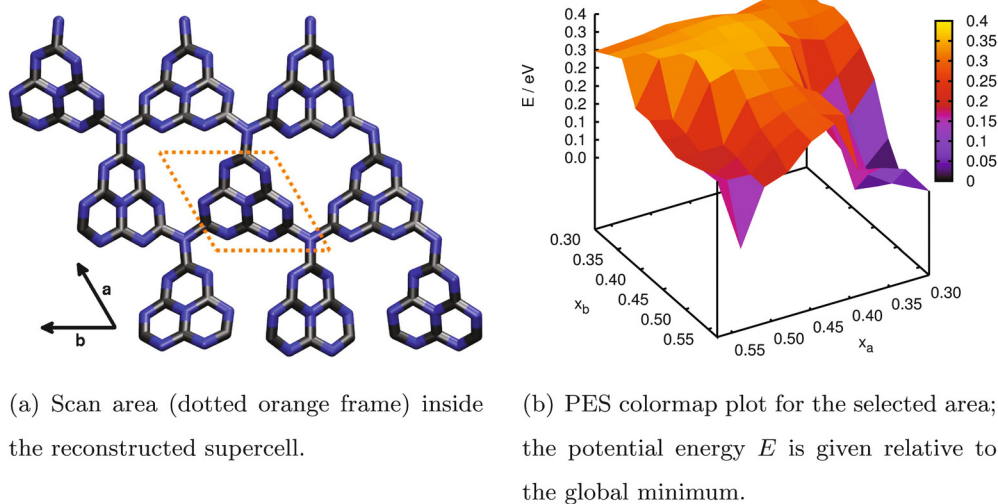 a
b
E / eV
0.4
0.3
0.3
0.2
0.2
0.1
0.1
0.0
0.4
0.35
0.3
0.25
0.2
0.15
0.1
0.05
0
0.30
0.35
0.40
0.45
0.50
0.55
x_b
0.55
0.50
0.45
0.40
0.35
0.30
x_a
(a) Scan area (dotted orange frame) inside
the reconstructed supercell.
(b) PES colormap plot for the selected area;
the potential energy E is given relative to
the global minimum.